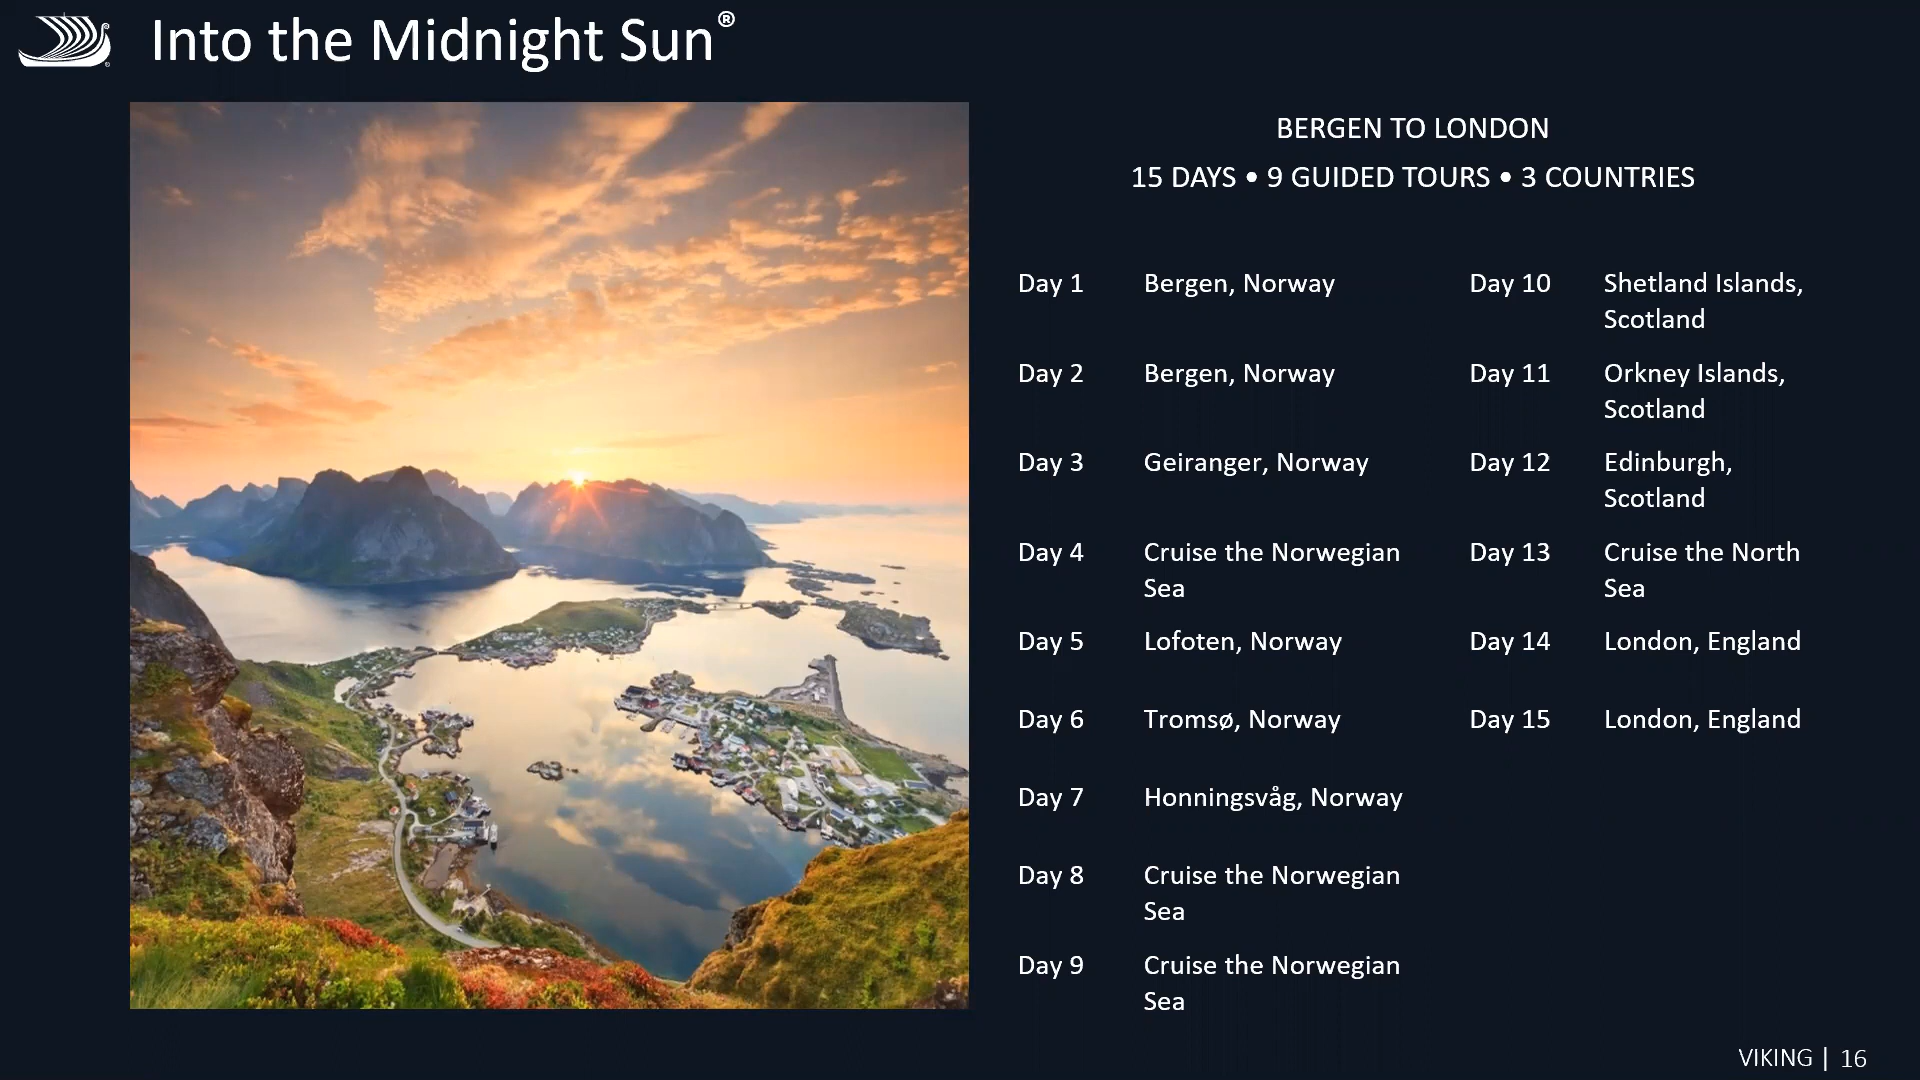 Into the Midnight Sun®
BERGEN TO LONDON
15 DAYS • 9 GUIDED TOURS • 3 COUNTRIES
Day 1 Bergen, Norway
Day 2 Bergen, Norway
Day 3 Geiranger, Norway
Day 4 Cruise the Norwegian
Sea
Day 5 Lofoten, Norway
Day 6 Tromsø, Norway
Day 7 Honningsvåg, Norway
Day 8 Cruise the Norwegian
Sea
Day 9 Cruise the Norwegian
Sea
Day 10 Shetland Islands,
Scotland
Day 11 Orkney Islands,
Scotland
Day 12 Edinburgh,
Scotland
Day 13 Cruise the North
Sea
Day 14 London, England
Day 15 London, England
VIKING | 16